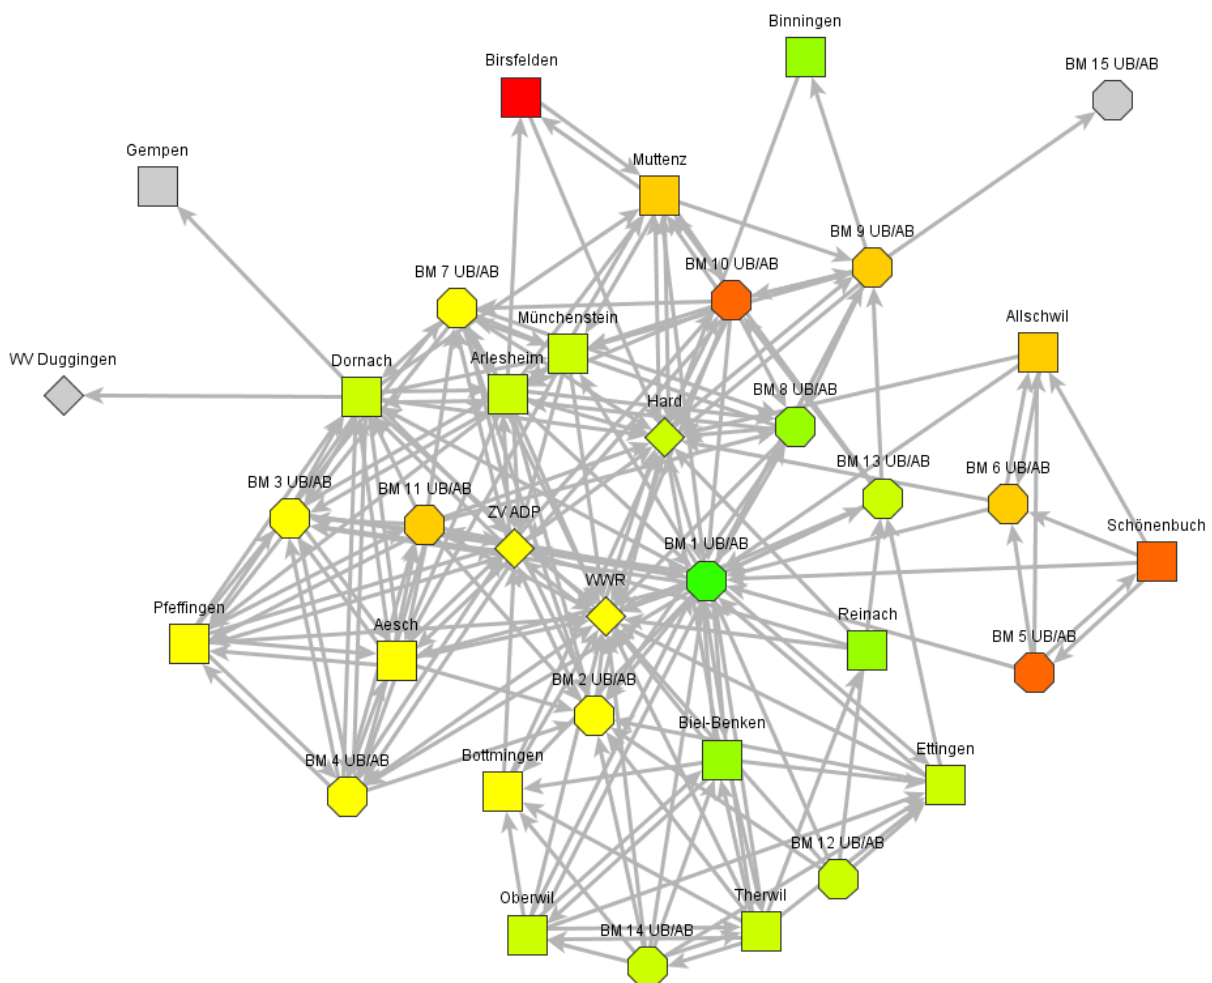 Binningen
Birsfelden
BM 15 UB/AB
Gempen
Muttenz
BM 9 UB/AB
BM 10 UB/AB
BM 7 UB/AB
Münchenstein
Allschwil
WV Duggingen
Dornach
Arlesheim
Hard
BM 8 UB/AB
BM 3 UB/AB
BM 11 UB/AB
ZV ADP
BM 13 UB/AB
BM 6 UB/AB
BM 1 UB/AB
Schönenbuch
WWR
Pfeffingen
Aesch
Reinach
BM 5 UB/AB
BM 2 UB/AB
Biel-Benken
Ettingen
BM 4 UB/AB
Bottmingen
BM 12 UB/AB
Oberwil
Therwil
BM 14 UB/AB